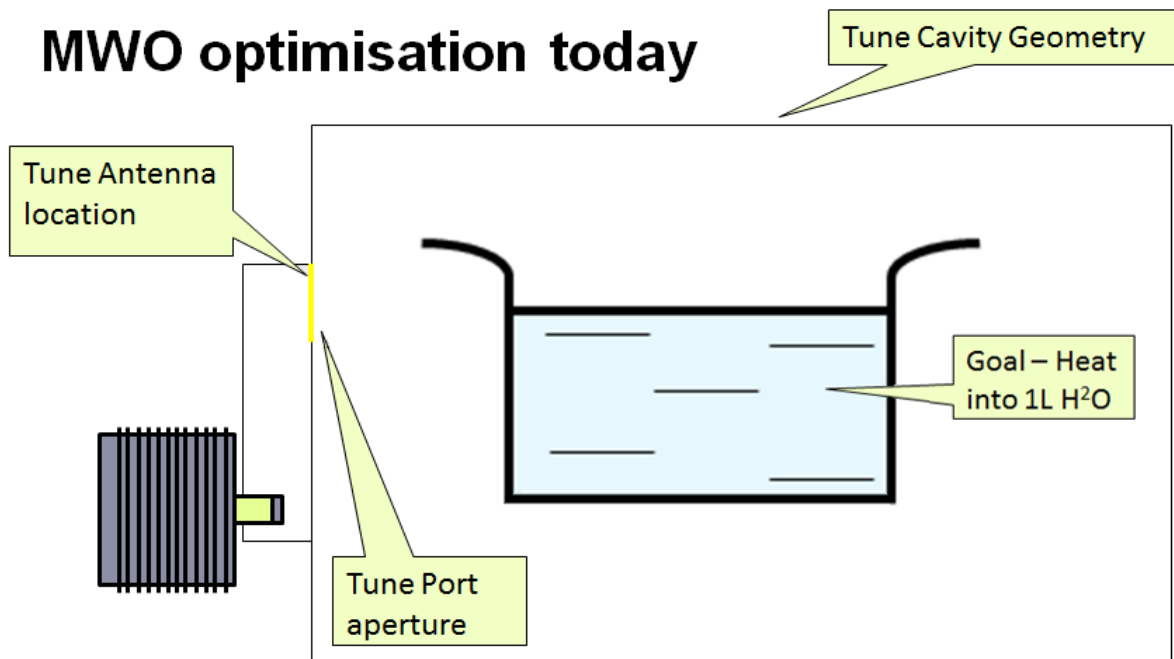 MWO optimisation today
Tune Cavity Geometry
Tune Antenna
location
Goal – Heat
into 1L H²O
Tune Port
aperture